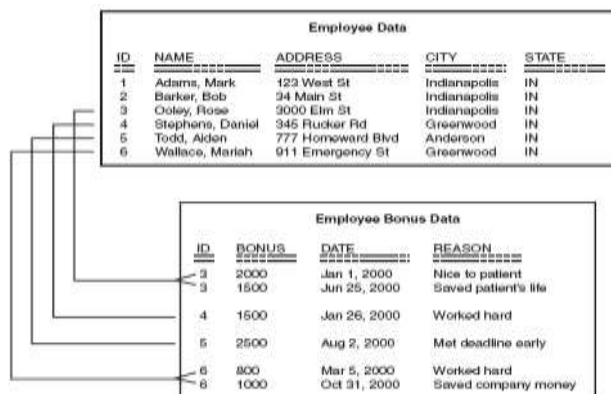 Employee Data
ID NAME ADDRESS CITY STATE
1 Adams, Mark 123 West St Indianapolis IN
2 Barker, Bob 34 Main St Indianapolis IN
3 Ooley, Rose 3000 Elm St Indianapolis IN
4 Stephens, Daniel 345 Rucker Rd Greenwood IN
5 Todd, Alden 777 Homeward Blvd Anderson IN
6 Wallace, Mariah 911 Emergency St Greenwood IN
Employee Bonus Data
ID BONUS DATE REASON
3 2000 Jan 1, 2000 Nice to patient
3 1500 Jun 25, 2000 Saved patient's life
4 1500 Jan 26, 2000 Worked hard
5 2500 Aug 2, 2000 Met deadline early
6 800 Mar 5, 2000 Worked hard
6 1000 Oct 31, 2000 Saved company money